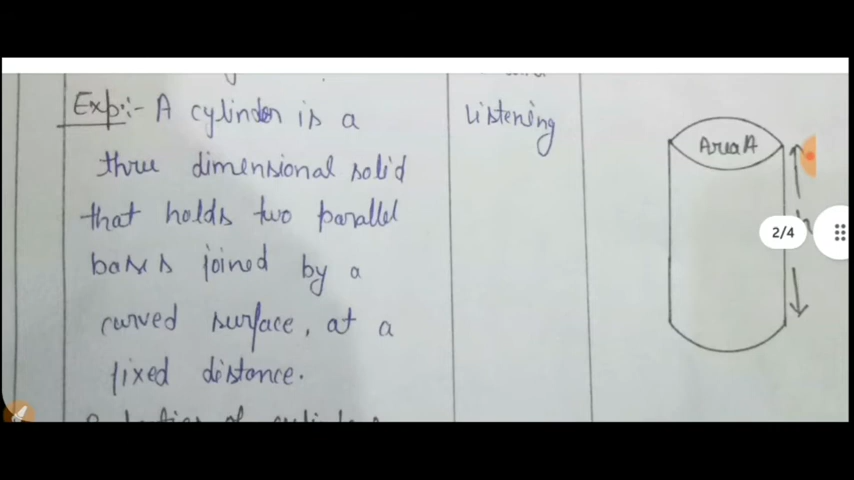 Exp:- A cylinder is a
three dimensional solid
that holds two parallel
bases joined by a
curved surface, at a
fixed distance.
Listening
Area A
2/4